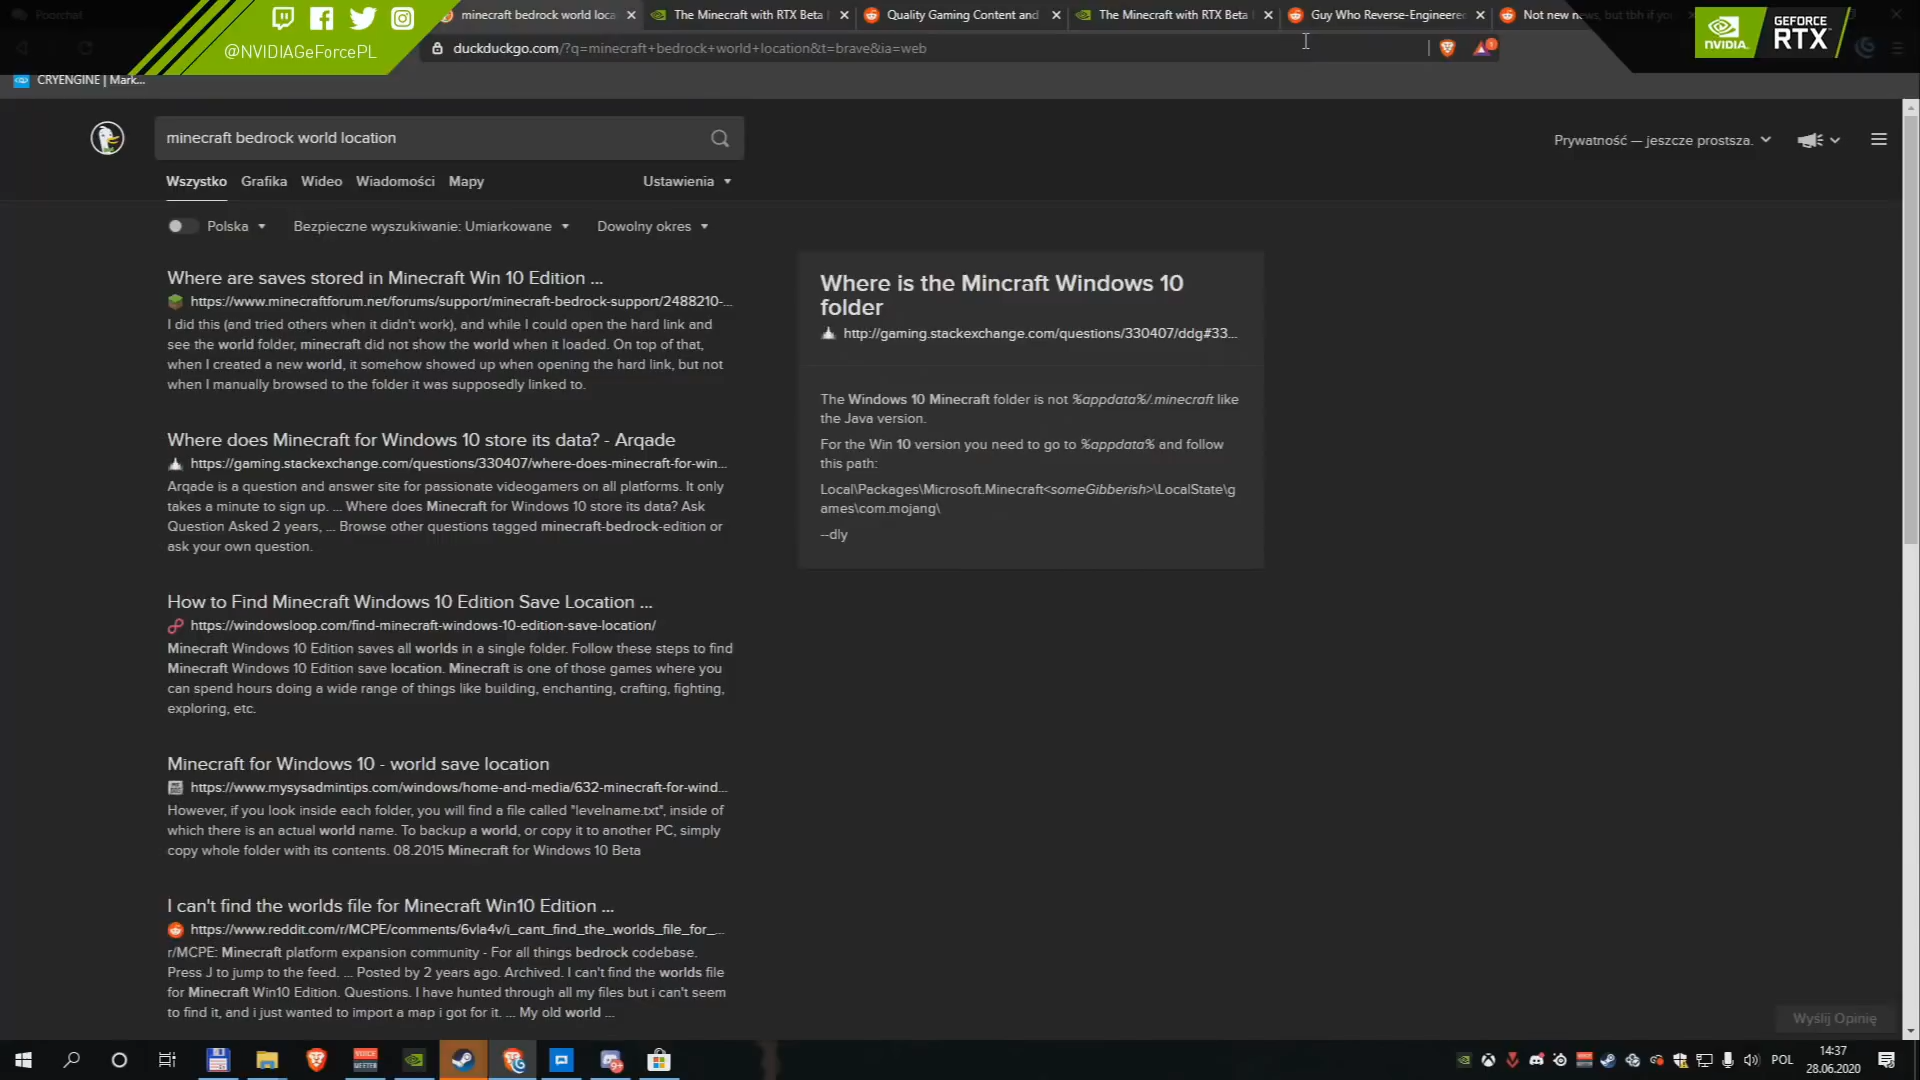 @NVIDIAGeForcePL
minecraft bedrock world loca
The Minecraft with RTX Beta
Quality Gaming Content and
The Minecraft with RTX Beta
Guy Who Reverse-Engineere
Not new news, but tbh if you
NVIDIA.
GEFORCE
RTX
duckduckgo.com/?q=minecraft+bedrock+world+location&t=brave&ia=web
CRYENGINE | Mark...
minecraft bedrock world location
Prywatność — jeszcze prostsza.
Wszystko Grafika Wideo Wiadomości Mapy Ustawienia
Polska Bezpieczne wyszukiwanie: Umiarkowane Dowolny okres
Where are saves stored in Minecraft Win 10 Edition ...
https://www.minecraftforum.net/forums/support/minecraft-bedrock-support/2488210-...
I did this (and tried others when it didn't work), and while I could open the hard link and
see the world folder, minecraft did not show the world when it loaded. On top of that,
when I created a new world, it somehow showed up when opening the hard link, but not
when I manually browsed to the folder it was supposedly linked to.
Where does Minecraft for Windows 10 store its data? - Arqade
https://gaming.stackexchange.com/questions/330407/where-does-minecraft-for-win...
Arqade is a question and answer site for passionate videogamers on all platforms. It only
takes a minute to sign up. ... Where does Minecraft for Windows 10 store its data? Ask
Question Asked 2 years, ... Browse other questions tagged minecraft-bedrock-edition or
ask your own question.
How to Find Minecraft Windows 10 Edition Save Location ...
https://windowsloop.com/find-minecraft-windows-10-edition-save-location/
Minecraft Windows 10 Edition saves all worlds in a single folder. Follow these steps to find
Minecraft Windows 10 Edition save location. Minecraft is one of those games where you
can spend hours doing a wide range of things like building, enchanting, crafting, fighting,
exploring, etc.
Minecraft for Windows 10 - world save location
https://www.mysysadmintips.com/windows/home-and-media/632-minecraft-for-wind...
However, if you look inside each folder, you will find a file called "levelname.txt", inside of
which there is an actual world name. To backup a world, or copy it to another PC, simply
copy whole folder with its contents. 08.2015 Minecraft for Windows 10 Beta
I can't find the worlds file for Minecraft Win10 Edition ...
https://www.reddit.com/r/MCPE/comments/6vla4v/i_cant_find_the_worlds_file_for_...
r/MCPE: Minecraft platform expansion community - For all things bedrock codebase.
Press J to jump to the feed. ... Posted by 2 years ago. Archived. I can't find the worlds file
for Minecraft Win10 Edition. Questions. I have hunted through all my files but i can't seem
to find it, and i just wanted to import a map i got for it. ... My old world ...
Where is the Mincraft Windows 10
folder
http://gaming.stackexchange.com/questions/330407/ddg#33...
The Windows 10 Minecraft folder is not %appdata%/.minecraft like
the Java version.
For the Win 10 version you need to go to %appdata% and follow
this path:
Local\Packages\Microsoft.Minecraft<someGibberish>\LocalState\g
ames\com.mojang\
--dly
Wyślij Opinię
VOICE
MEETER
9+
POL
14:37
28.06.2020